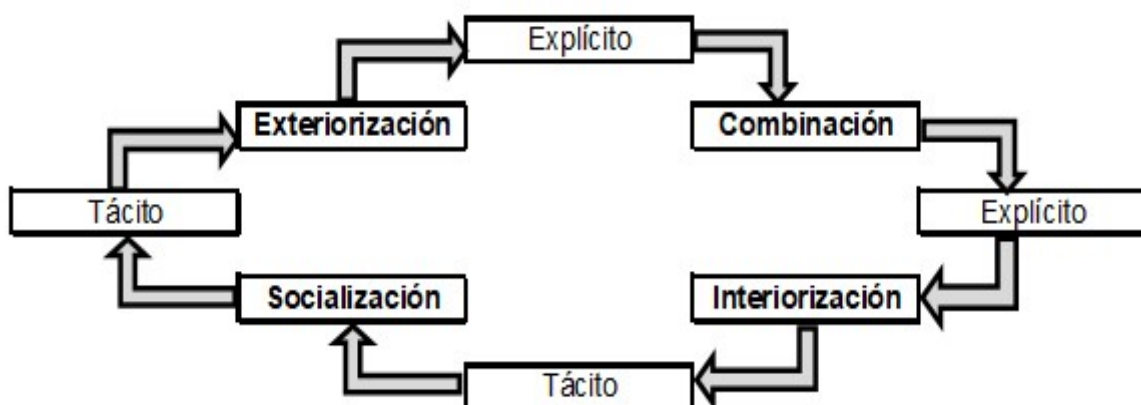 Explícito
Exteriorización
Combinación
Tácito
Explícito
Socialización
Interiorización
Tácito